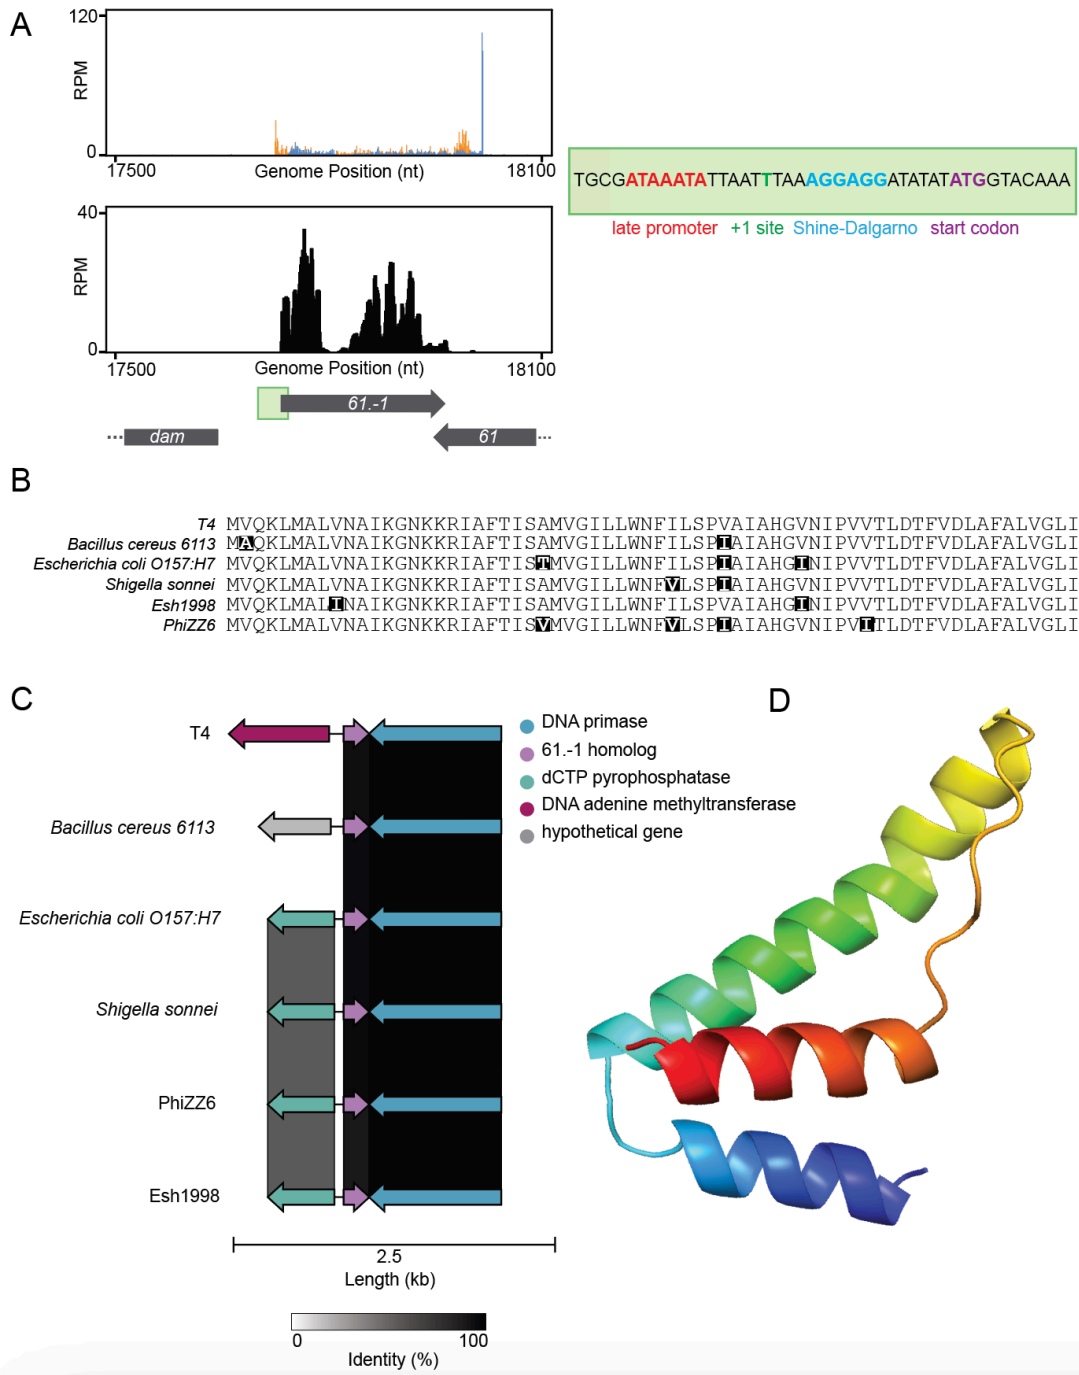 A
120
RPM
0
17500
Genome Position (nt)
18100
TGCGATAAATATTAATTTAAAGGAGGATATATATGGTACAAA
late promoter +1 site Shine-Dalgarno start codon
40
RPM
0
17500
Genome Position (nt)
18100
61.-1
dam
61
B
T4 MVQKLMALVNAIKGNKKRIAFTISAMVGILLWNFILSPVAIAHGVNIPVVTLDTFVDLAFALVGLI
Bacillus cereus 6113 MAQKLMALVNAIKGNKKRIAFTISAMVGILLWNFILSPIAIAHGVNIPVVTLDTFVDLAFALVGLI
Escherichia coli O157:H7 MVQKLMALVNAIKGNKKRIAFTISTMVGILLWNFILSPIAIAHGINIPVVTLDTFVDLAFALVGLI
Shigella sonnei MVQKLMALVNAIKGNKKRIAFTISAMVGILLWNFVLSPIAIAHGVNIPVVTLDTFVDLAFALVGLI
Esh1998 MVQKLMALINAIKGNKKRIAFTISAMVGILLWNFILSPVAIAHGINIPVVTLDTFVDLAFALVGLI
PhiZZ6 MVQKLMALVNAIKGNKKRIAFTISVMVGILLWNFVLSPIAIAHGVNIPVITLDTFVDLAFALVGLI
C
T4
Bacillus cereus 6113
Escherichia coli O157:H7
Shigella sonnei
PhiZZ6
Esh1998
DNA primase
61.-1 homolog
dCTP pyrophosphatase
DNA adenine methyltransferase
hypothetical gene
2.5
Length (kb)
0
100
Identity (%)
D